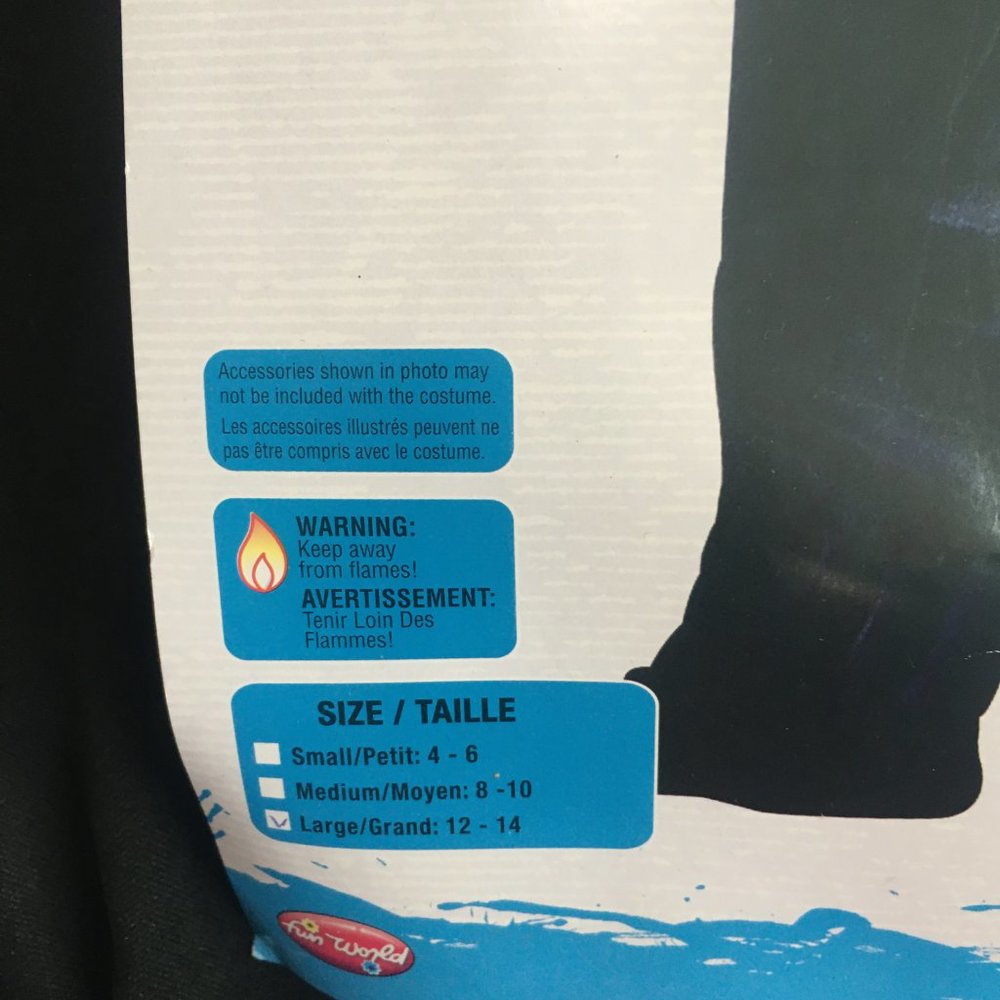 Accessories shown in photo may
not be included with the costume.
Les accessoires illustrés peuvent ne
pas être compris avec le costume.
WARNING:
Keep away
from flames!
AVERTISSEMENT:
Tenir Loin Des
Flammes!
SIZE / TAILLE
Small/Petit: 4 - 6
Medium/Moyen: 8 -10
Large/Grand: 12 - 14